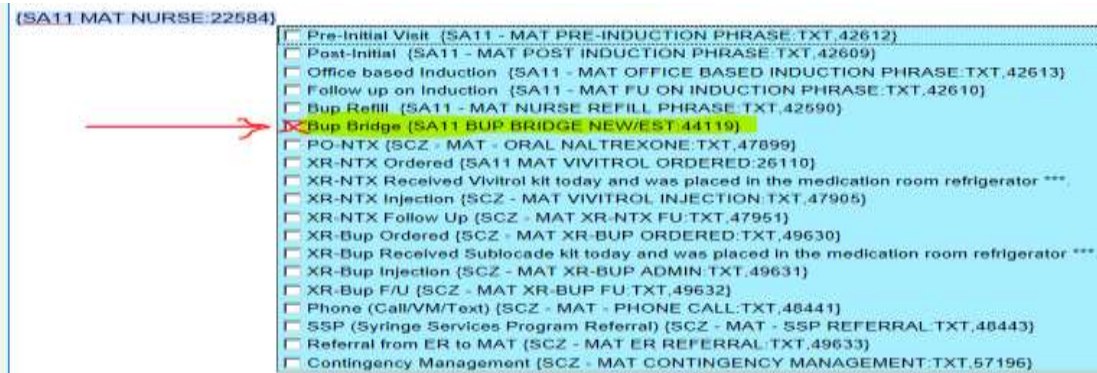 {SA11 MAT NURSE:22584}
Pre-Initial Visit {SA11 - MAT PRE-INDUCTION PHRASE:TXT,42612}
Post-Initial {SA11 - MAT POST INDUCTION PHRASE:TXT,42609}
Office based Induction {SA11 - MAT OFFICE BASED INDUCTION PHRASE:TXT,42613}
Follow up on Induction {SA11 - MAT FU ON INDUCTION PHRASE:TXT,42610}
Bup Refill {SA11 - MAT NURSE REFILL PHRASE:TXT,42590}
Bup Bridge {SA11 BUP BRIDGE NEW/EST:44119}
PO-NTX {SCZ - MAT - ORAL NALTREXONE:TXT,47899}
XR-NTX Ordered {SA11 MAT VIVITROL ORDERED:26110}
XR-NTX Received Vivitrol kit today and was placed in the medication room refrigerator ***.
XR-NTX Injection {SCZ - MAT VIVITROL INJECTION:TXT,47905}
XR-NTX Follow Up {SCZ - MAT XR-NTX FU:TXT,47951}
XR-Bup Ordered {SCZ - MAT XR-BUP ORDERED:TXT,49630}
XR-Bup Received Sublocade kit today and was placed in the medication room refrigerator ***
XR-Bup Injection {SCZ - MAT XR-BUP ADMIN:TXT,49631}
XR-Bup F/U {SCZ - MAT XR-BUP FU:TXT,49632}
Phone (Call/VM/Text) {SCZ - MAT - PHONE CALL:TXT,48441}
SSP (Syringe Services Program Referral) {SCZ - MAT - SSP REFERRAL:TXT,48443}
Referral from ER to MAT {SCZ - MAT ER REFERRAL:TXT,49633}
Contingency Management {SCZ - MAT CONTINGENCY MANAGEMENT:TXT,57196}